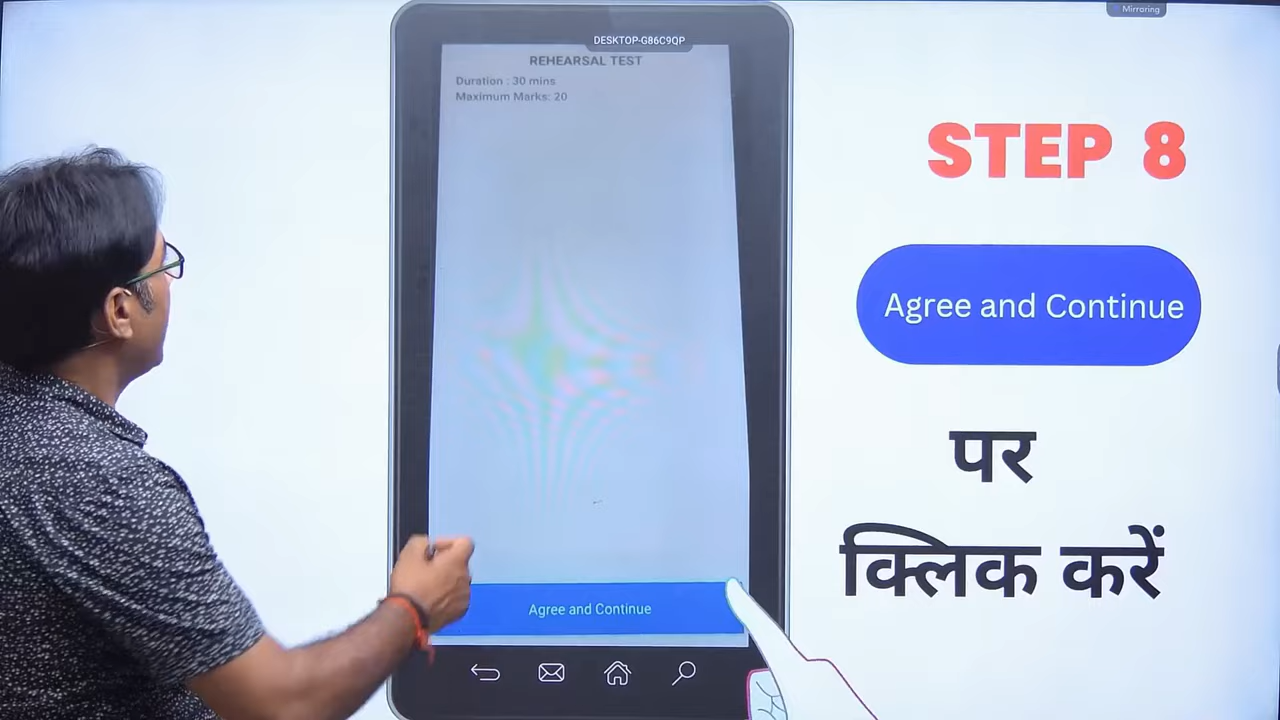 Mirroring
DESKTOP-G86C9QP
REHEARSAL TEST
Duration : 30 mins
Maximum Marks: 20
Agree and Continue
STEP 8
Agree and Continue
पर
क्लिक करें